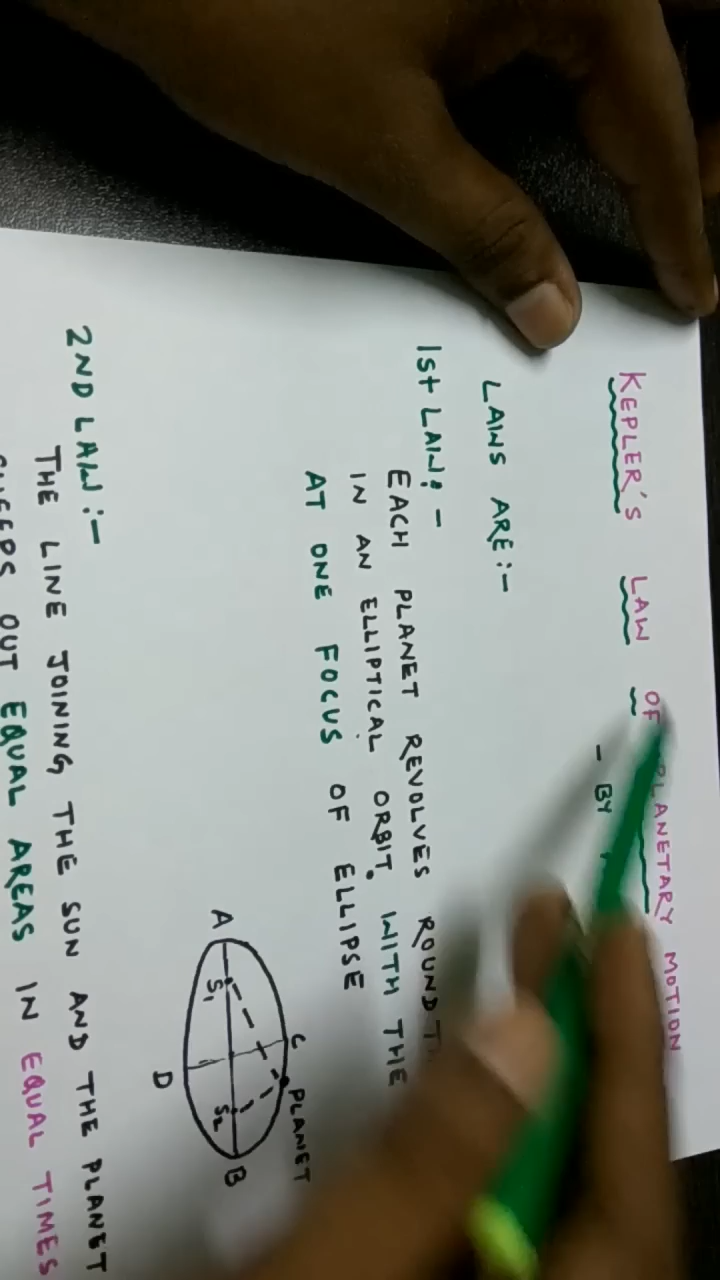 KEPLER'S LAW OF PLANETARY MOTION
- BY
LAWS ARE:-
1st LAW:-
EACH PLANET REVOLVES ROUND
IN AN ELLIPTICAL ORBIT. WITH THE
AT ONE FOCUS OF ELLIPSE
C
PLANET
A
S1
S2
B
D
2ND LAW:-
THE LINE JOINING THE SUN AND THE PLANET
OUT EQUAL AREAS IN EQUAL TIMES